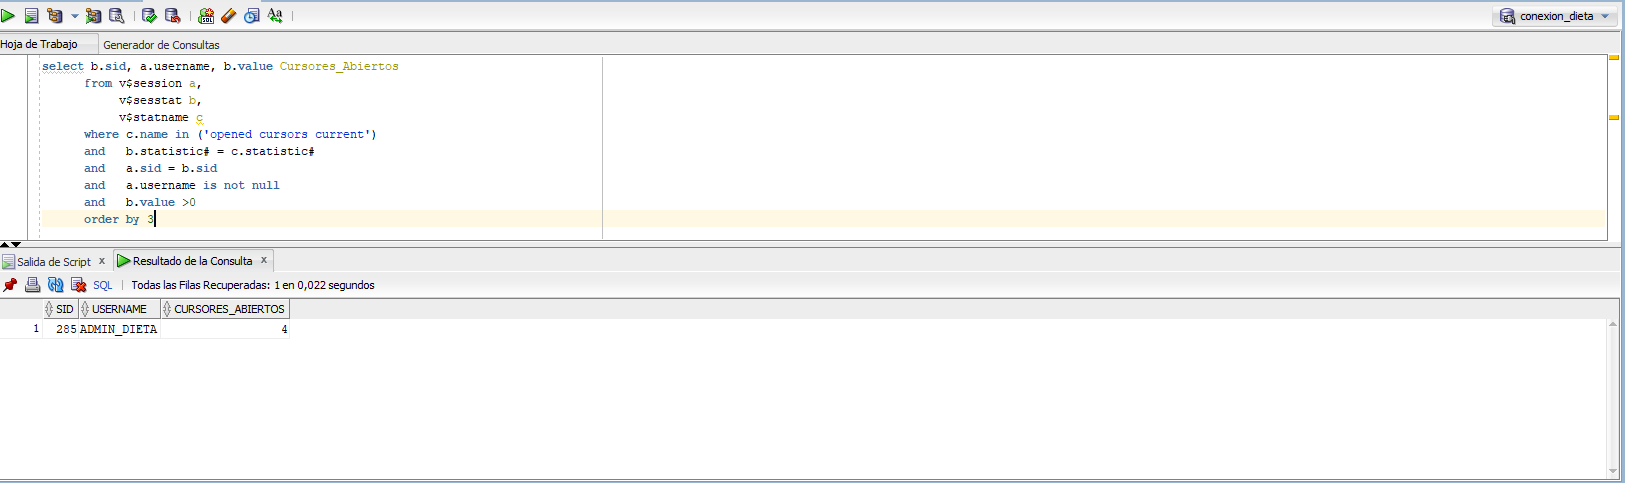 conexion_dieta
Hoja de Trabajo Generador de Consultas
select b.sid, a.username, b.value Cursores_Abiertos
from v$session a,
v$sesstat b,
v$statname c
where c.name in ('opened cursors current')
and b.statistic# = c.statistic#
and a.sid = b.sid
and a.username is not null
and b.value >0
order by 3
Salida de Script x Resultado de la Consulta x
SQL Todas las Filas Recuperadas: 1 en 0,022 segundos
SID USERNAME CURSORES_ABIERTOS
1 285 ADMIN_DIETA 4